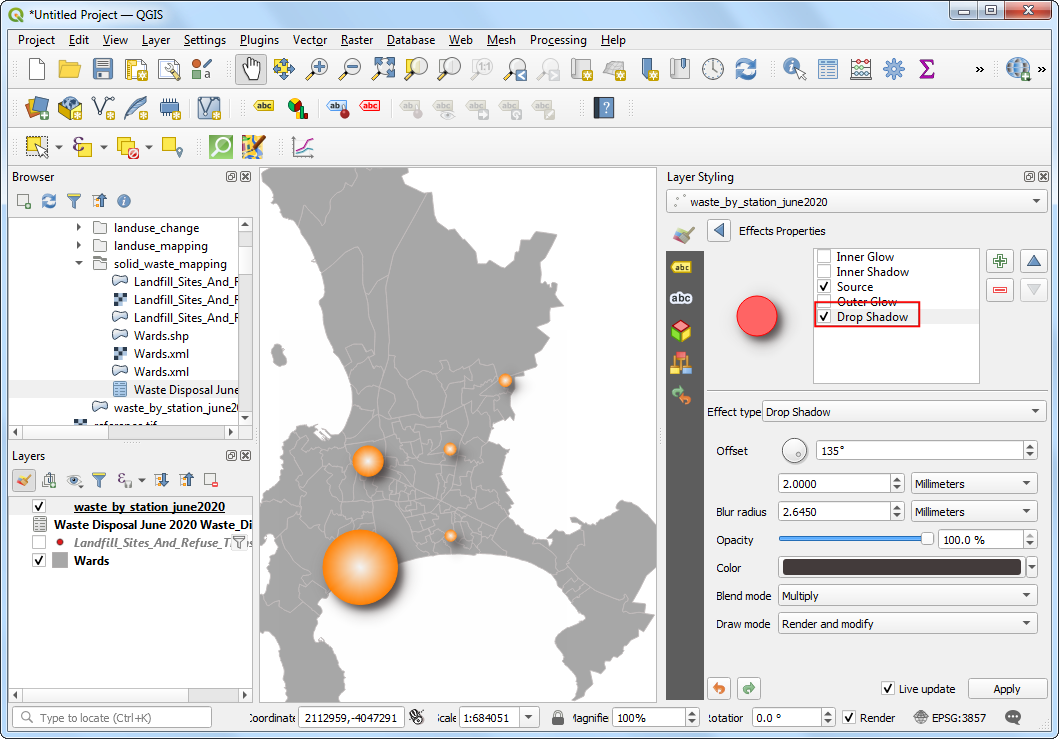 *Untitled Project — QGIS
Project Edit View Layer Settings Plugins Vector Raster Database Web Mesh Processing Help
Browser
landuse_change
landuse_mapping
solid_waste_mapping
Landfill_Sites_And_F
Landfill_Sites_And_F
Landfill_Sites_And_F
Wards.shp
Wards.xml
Wards.xml
Waste Disposal June
waste_by_station_june2
reference.tif
Layers
waste_by_station_june2020
Waste Disposal June 2020 Waste_Di
Landfill_Sites_And_Refuse_T
Wards
Type to locate (Ctrl+K)
Layer Styling
waste_by_station_june2020
Effects Properties
Inner Glow
Inner Shadow
Source
Outer Glow
Drop Shadow
Effect type Drop Shadow
Offset 135°
2.0000 Millimeters
Blur radius 2.6450 Millimeters
Opacity 100.0 %
Color
Blend mode Multiply
Draw mode Render and modify
Live update Apply
Coordinate 2112959,-4047291 Scale 1:684051 Magnifie 100% Rotation 0.0 ° Render EPSG:3857